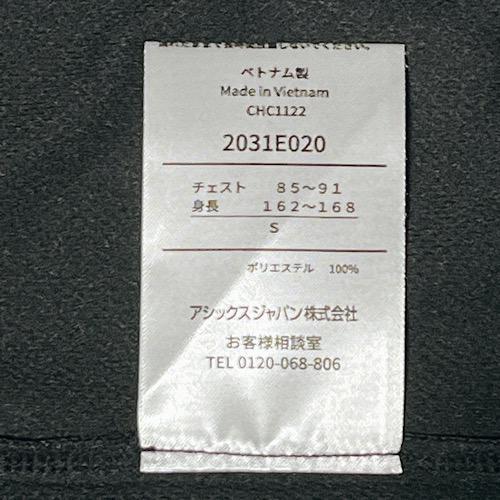 ベトナム製
Made in Vietnam
CHC1122
2031E020
チェスト 85～91
身長 162～168
S
ポリエステル 100%
アシックスジャパン株式会社
お客様相談室
TEL 0120-068-806